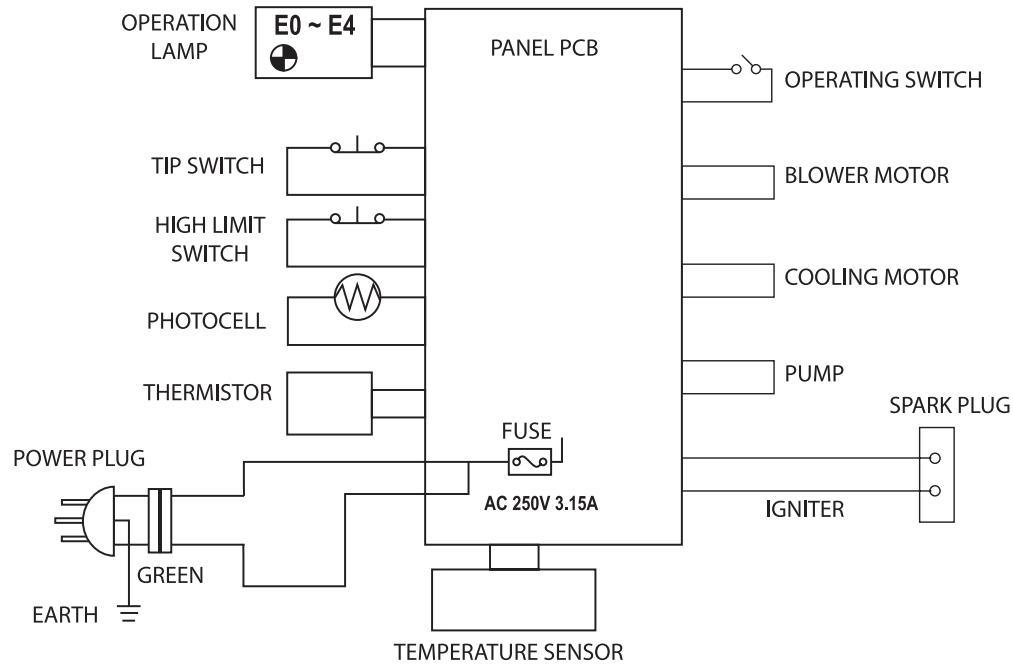 OPERATION
LAMP
E0 ~ E4
PANEL PCB
OPERATING SWITCH
TIP SWITCH
BLOWER MOTOR
HIGH LIMIT
SWITCH
COOLING MOTOR
PHOTOCELL
THERMISTOR
PUMP
SPARK PLUG
FUSE
POWER PLUG
AC 250V 3.15A
IGNITER
GREEN
EARTH
TEMPERATURE SENSOR